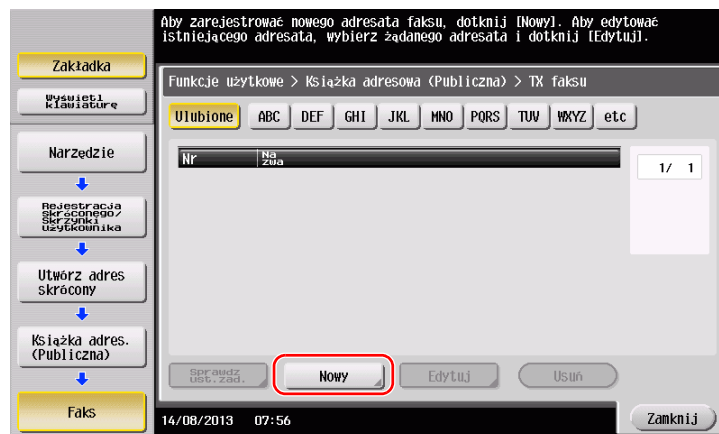 Aby zarejestrować nowego adresata faksu, dotknij [Nowy]. Aby edytować
istniejącego adresata, wybierz żądanego adresata i dotknij [Edytuj].
Zakładka
Wyświetl
klawiaturę
Narzędzie
Rejestracja
skróconego/
Skrzynki
użytkownika
Utwórz adres
skrócony
Książka adres.
(Publiczna)
Faks
Funkcje użytkowe > Książka adresowa (Publiczna) > TX faksu
Ulubione ABC DEF GHI JKL MNO PQRS TUV WXYZ etc
Nr Na
zwa
1/ 1
Sprawdz
ust.zad.
Nowy Edytuj Usuń
14/08/2013 07:56 Zamknij